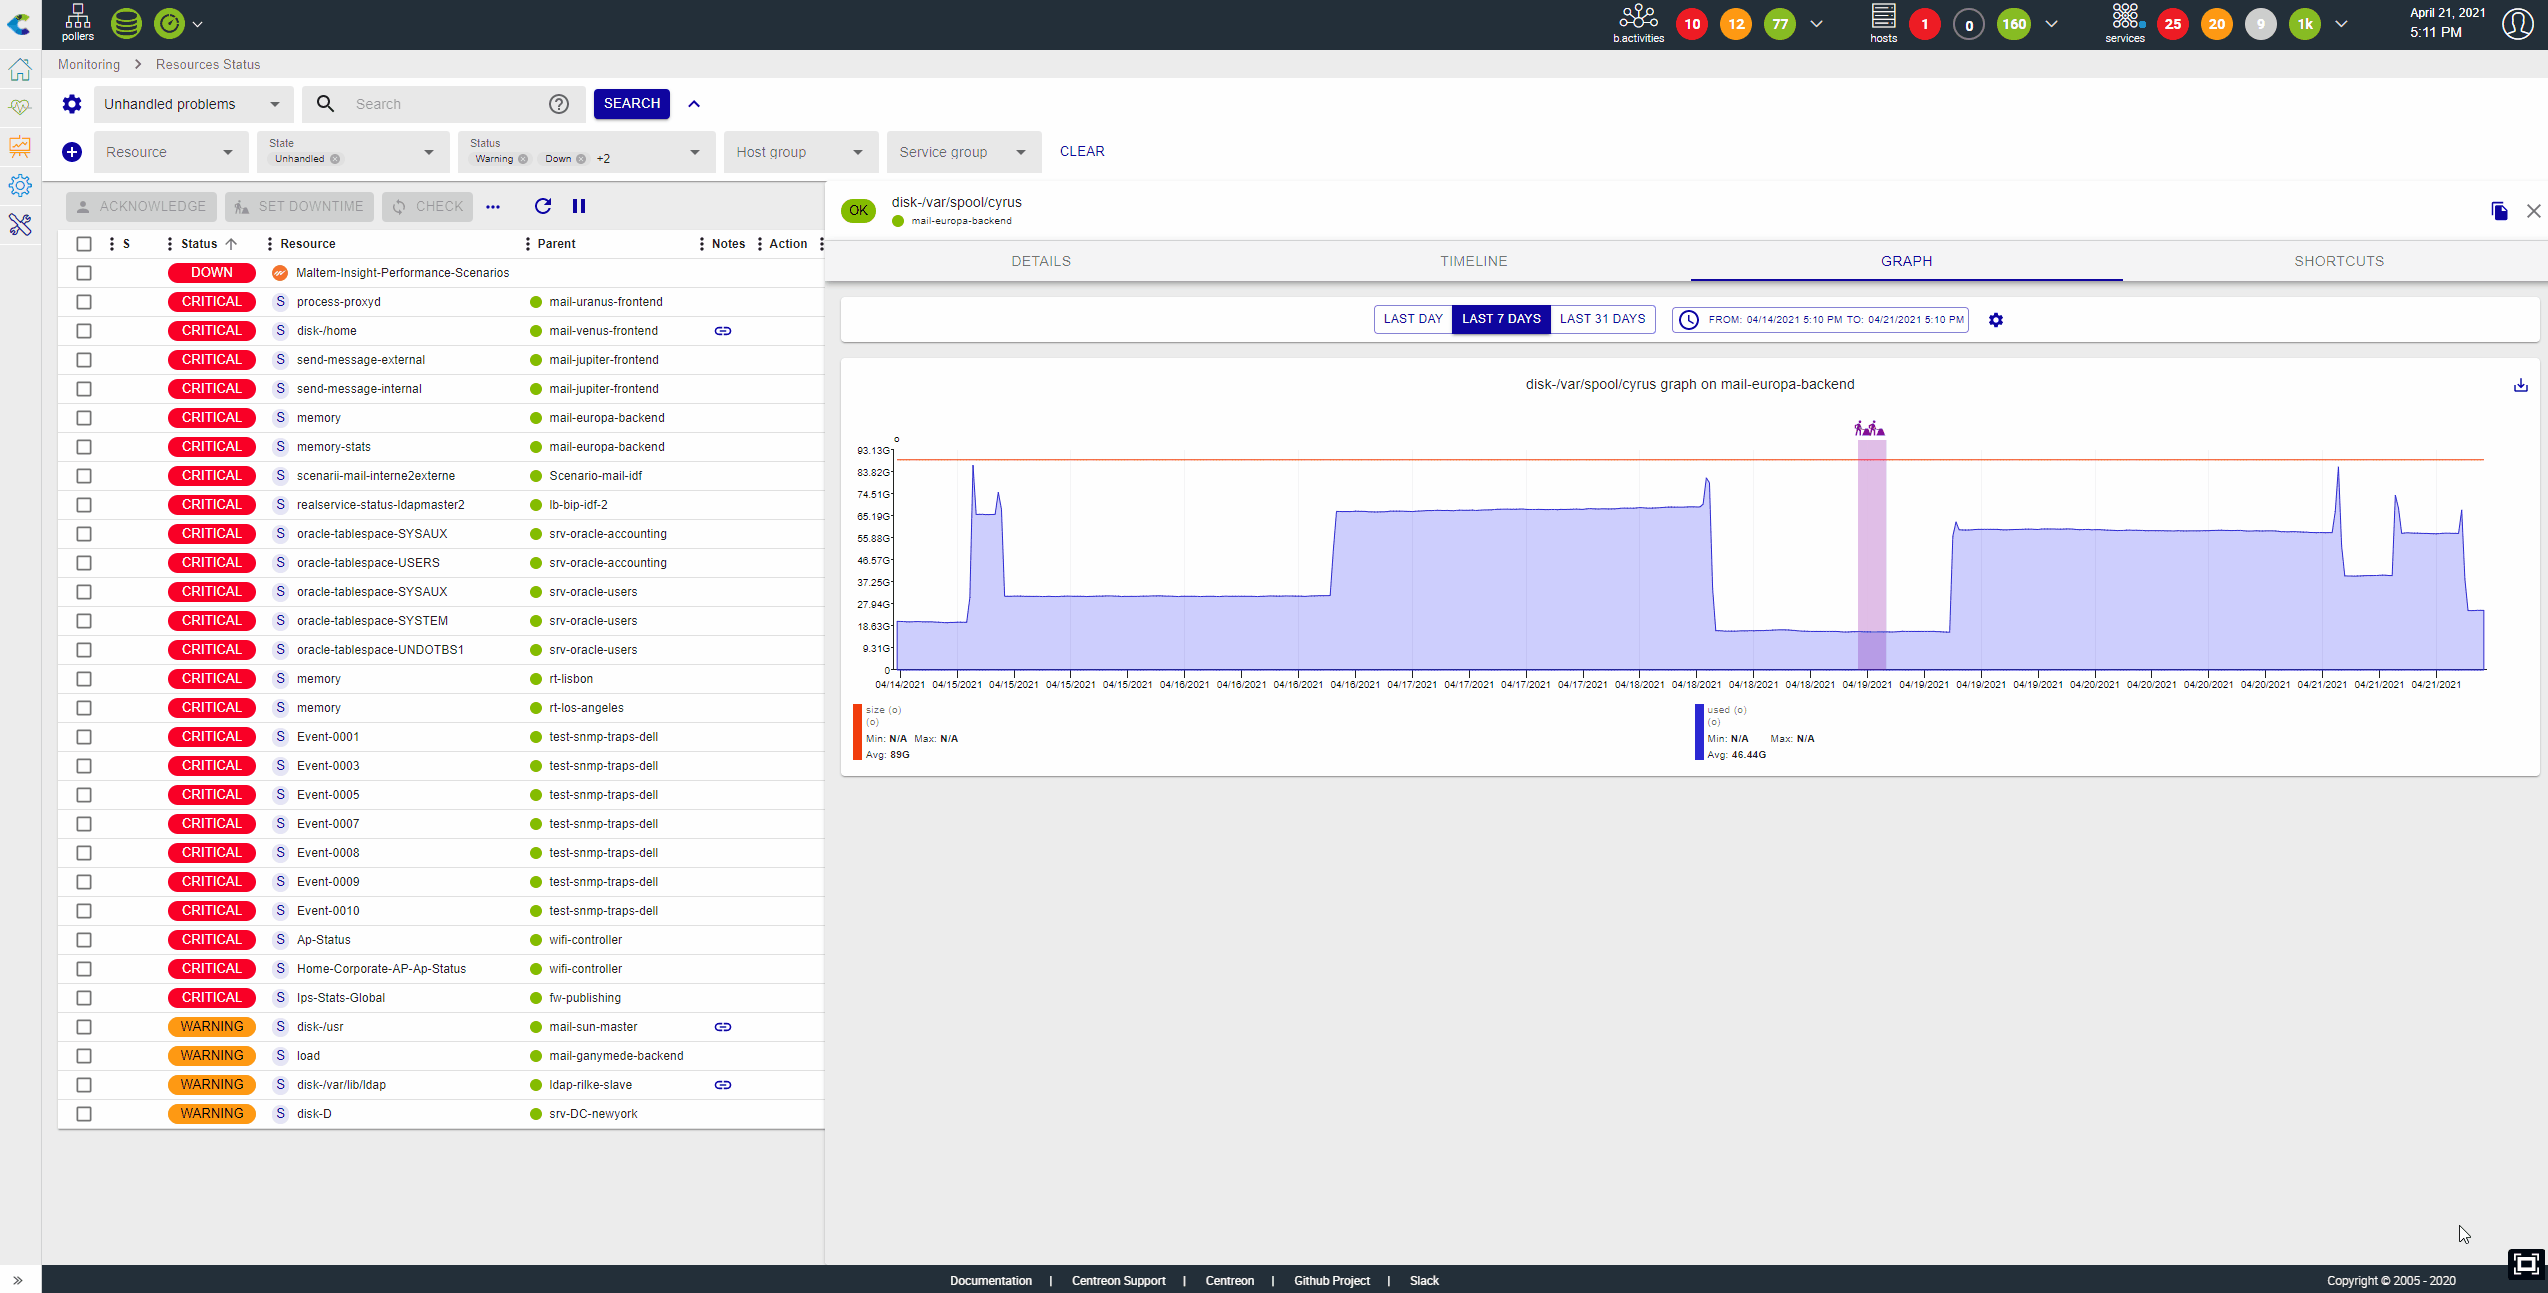 pollers
b.activities
10
12
77
hosts
1
0
160
services
25
20
9
1k
April 21, 2021
5:11 PM
Monitoring
Resources Status
Unhandled problems
Search
SEARCH
Resource
State
Unhandled
Status
Warning
Down
+2
Host group
Service group
CLEAR
ACKNOWLEDGE
SET DOWNTIME
CHECK
S Status Resource Parent Notes Action
DOWN Maltem-Insight-Performance-Scenarios
CRITICAL S process-proxyd mail-uranus-frontend
CRITICAL S disk-/home mail-venus-frontend
CRITICAL S send-message-external mail-jupiter-frontend
CRITICAL S send-message-internal mail-jupiter-frontend
CRITICAL S memory mail-europa-backend
CRITICAL S memory-stats mail-europa-backend
CRITICAL S scenarii-mail-interne2externe Scenario-mail-idf
CRITICAL S realservice-status-ldapmaster2 lb-bip-idf-2
CRITICAL S oracle-tablespace-SYSAUX srv-oracle-accounting
CRITICAL S oracle-tablespace-USERS srv-oracle-accounting
CRITICAL S oracle-tablespace-SYSAUX srv-oracle-users
CRITICAL S oracle-tablespace-SYSTEM srv-oracle-users
CRITICAL S oracle-tablespace-UNDOTBS1 srv-oracle-users
CRITICAL S memory rt-lisbon
CRITICAL S memory rt-los-angeles
CRITICAL S Event-0001 test-snmp-traps-dell
CRITICAL S Event-0003 test-snmp-traps-dell
CRITICAL S Event-0005 test-snmp-traps-dell
CRITICAL S Event-0007 test-snmp-traps-dell
CRITICAL S Event-0008 test-snmp-traps-dell
CRITICAL S Event-0009 test-snmp-traps-dell
CRITICAL S Event-0010 test-snmp-traps-dell
CRITICAL S Ap-Status wifi-controller
CRITICAL S Home-Corporate-AP-Ap-Status wifi-controller
CRITICAL S Ips-Stats-Global fw-publishing
WARNING S disk-/usr mail-sun-master
WARNING S load mail-ganymede-backend
WARNING S disk-/var/lib/ldap ldap-rilke-slave
WARNING S disk-D srv-DC-newyork
OK
disk-/var/spool/cyrus
mail-europa-backend
DETAILS
TIMELINE
GRAPH
SHORTCUTS
LAST DAY
LAST 7 DAYS
LAST 31 DAYS
FROM: 04/14/2021 5:10 PM TO: 04/21/2021 5:10 PM
disk-/var/spool/cyrus graph on mail-europa-backend
o
93.13G
83.82G
74.51G
65.19G
55.88G
46.57G
37.25G
27.94G
18.63G
9.31G
0
04/14/2021 04/15/2021 04/15/2021 04/15/2021 04/15/2021 04/16/2021 04/16/2021 04/16/2021 04/16/2021 04/17/2021 04/17/2021 04/17/2021 04/17/2021 04/18/2021 04/18/2021 04/18/2021 04/18/2021 04/19/2021 04/19/2021 04/19/2021 04/19/2021 04/20/2021 04/20/2021 04/20/2021 04/20/2021 04/21/2021 04/21/2021 04/21/2021
size (o)
(o)
Min: N/A Max: N/A
Avg: 89G
used (o)
(o)
Min: N/A Max: N/A
Avg: 46.44G
Documentation | Centreon Support | Centreon | Github Project | Slack
Copyright © 2005 - 2020